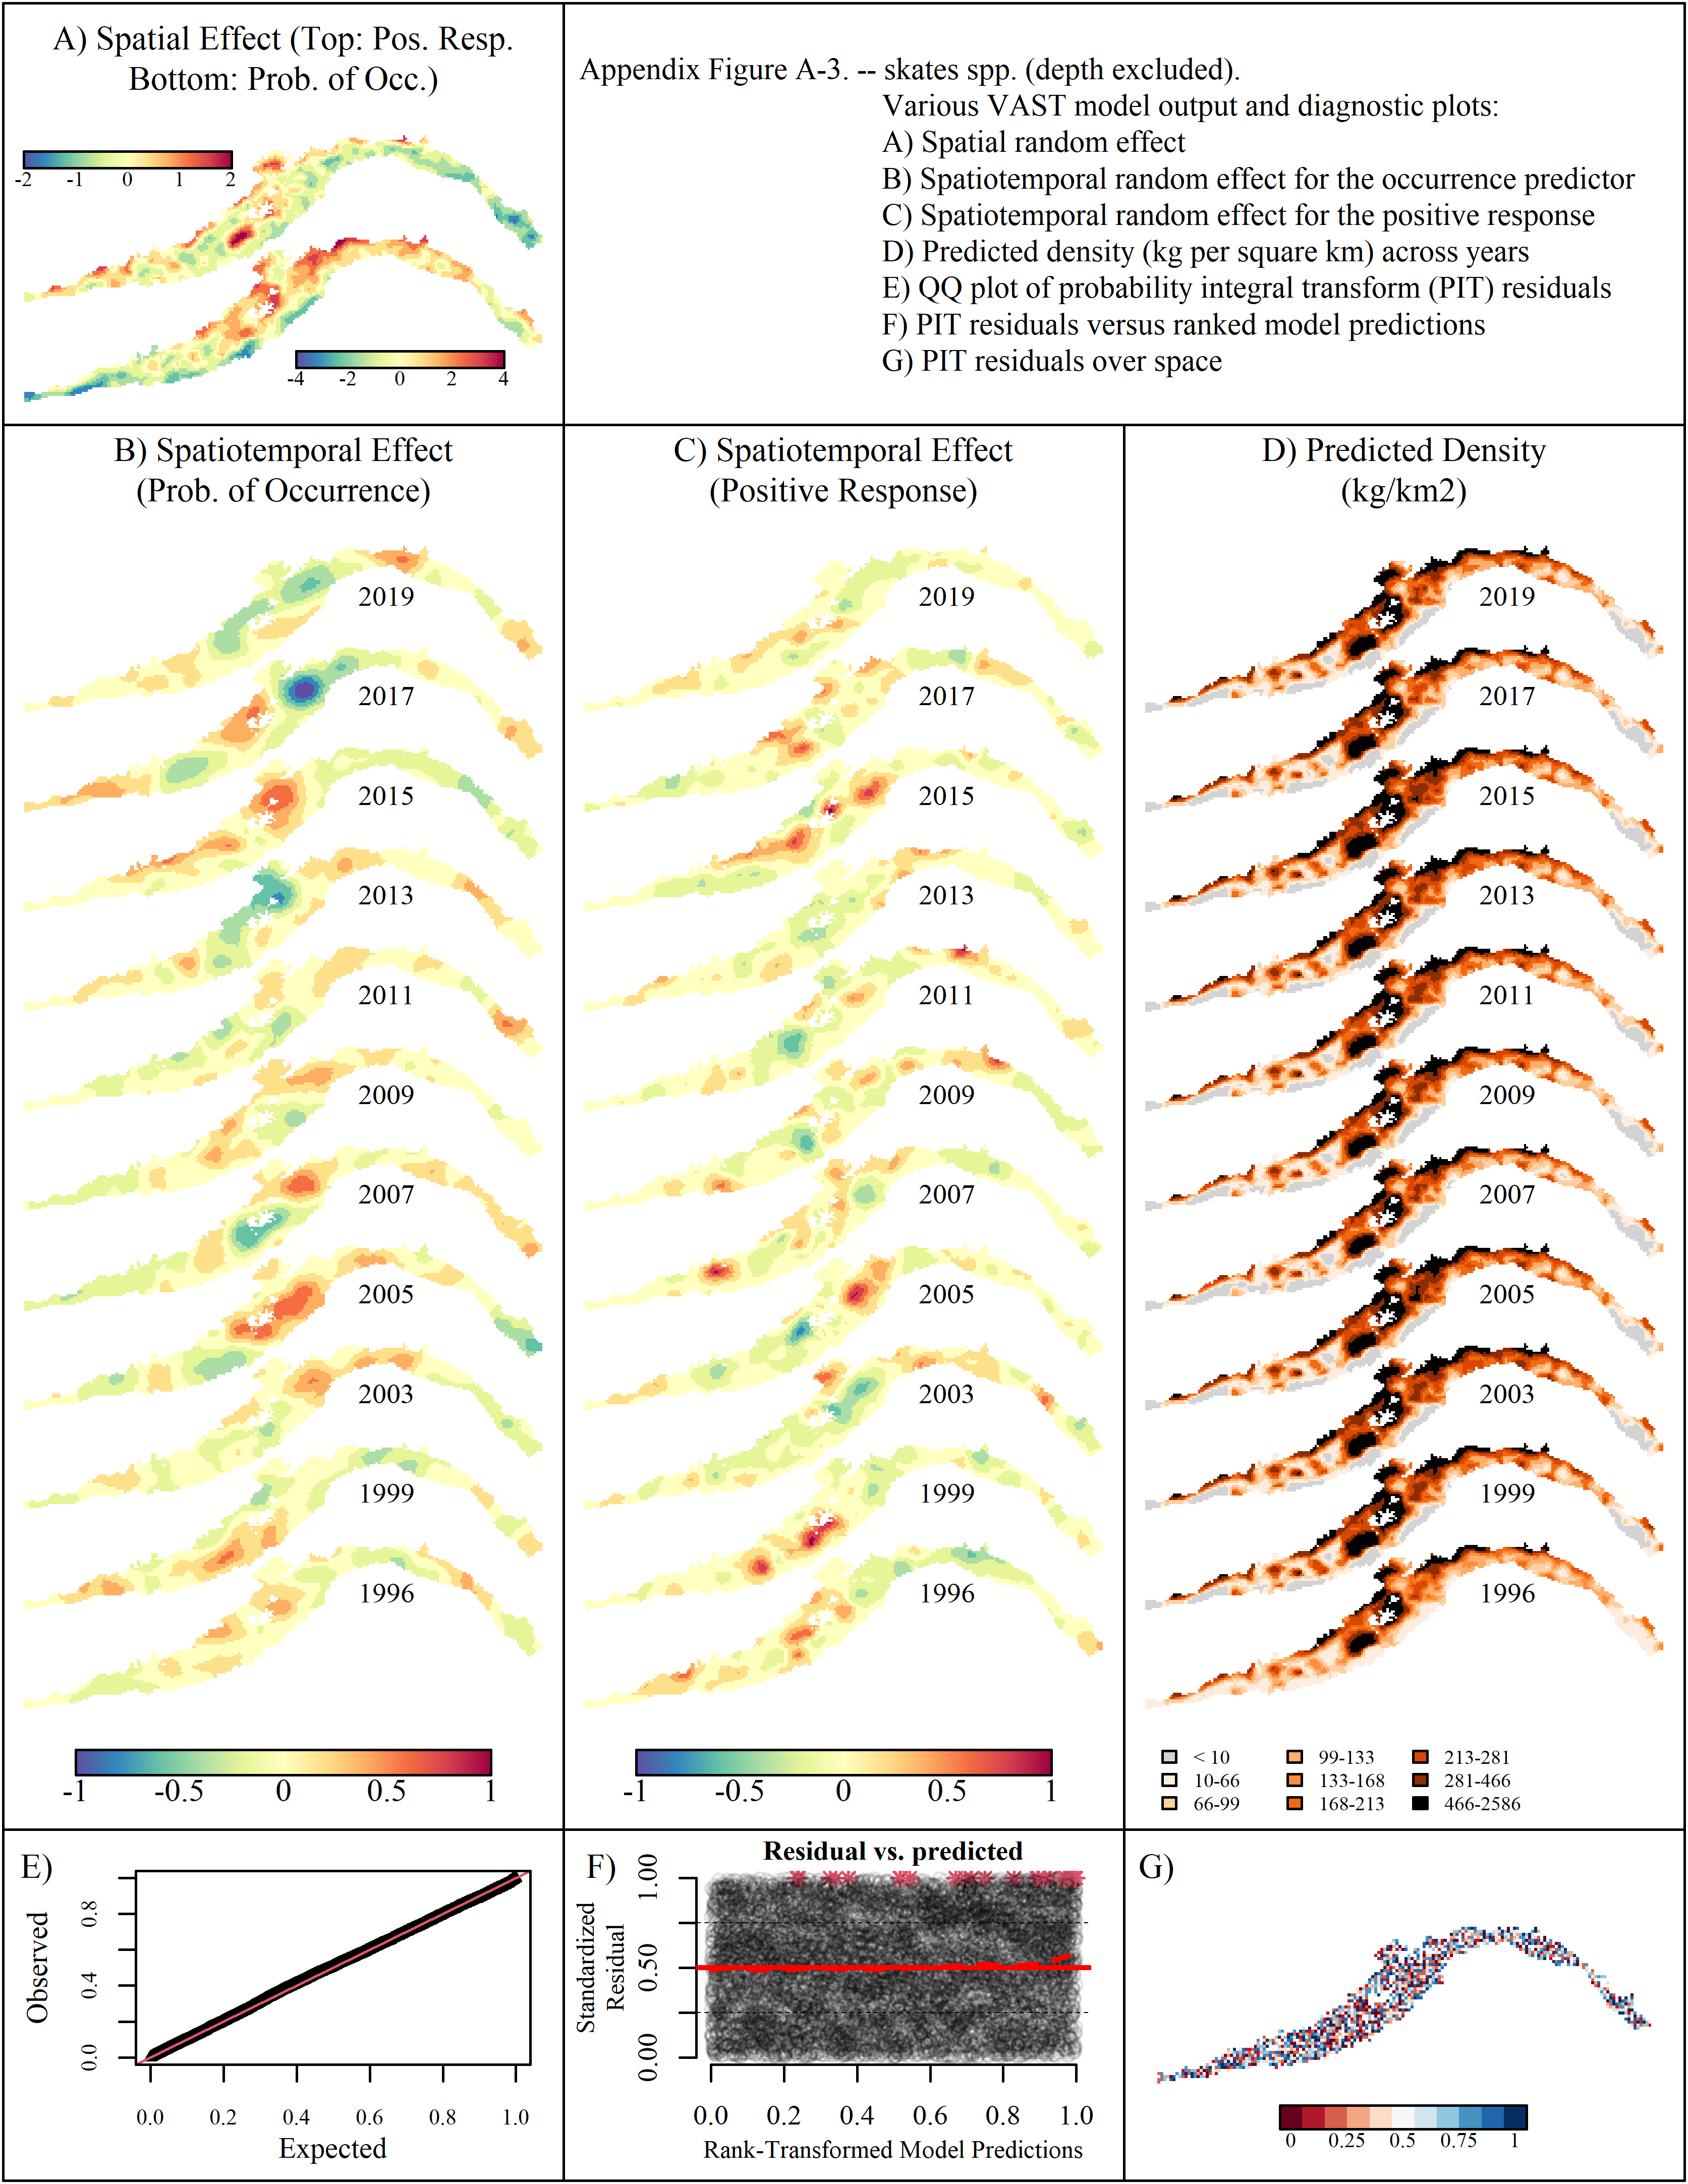 A) Spatial Effect (Top: Pos. Resp.
Bottom: Prob. of Occ.)
-2 -1 0 1 2
-4 -2 0 2 4
Appendix Figure A-3. -- skates spp. (depth excluded).
Various VAST model output and diagnostic plots:
A) Spatial random effect
B) Spatiotemporal random effect for the occurrence predictor
C) Spatiotemporal random effect for the positive response
D) Predicted density (kg per square km) across years
E) QQ plot of probability integral transform (PIT) residuals
F) PIT residuals versus ranked model predictions
G) PIT residuals over space
B) Spatiotemporal Effect
(Prob. of Occurrence)
2019
2017
2015
2013
2011
2009
2007
2005
2003
1999
1996
-1 -0.5 0 0.5 1
C) Spatiotemporal Effect
(Positive Response)
2019
2017
2015
2013
2011
2009
2007
2005
2003
1999
1996
-1 -0.5 0 0.5 1
D) Predicted Density
(kg/km2)
2019
2017
2015
2013
2011
2009
2007
2005
2003
1999
1996
< 10 99-133 213-281
10-66 133-168 281-466
66-99 168-213 466-2586
E)
Observed
0.0 0.4 0.8
0.0 0.2 0.4 0.6 0.8 1.0
Expected
F)
Residual vs. predicted
Standardized
Residual
0.00 0.50 1.00
0.0 0.2 0.4 0.6 0.8 1.0
Rank-Transformed Model Predictions
G)
0 0.25 0.5 0.75 1